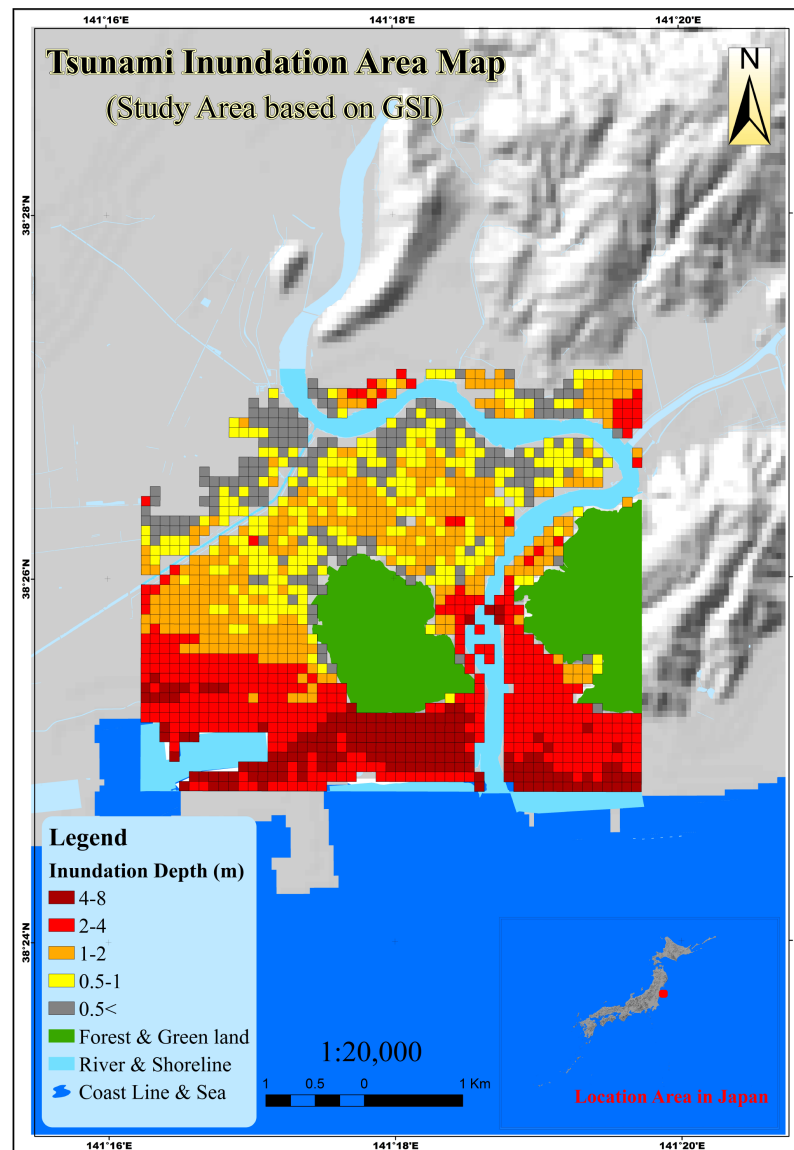 141°16'E 141°18'E 141°20'E
Tsunami Inundation Area Map
(Study Area based on GSI)
N
38°28'N
38°26'N
38°24'N
Legend
Inundation Depth (m)
4-8
2-4
1-2
0.5-1
0.5<
Forest & Green land
River & Shoreline
Coast Line & Sea
1:20,000
1 0.5 0 1 Km
Location Area in Japan
141°16'E 141°18'E 141°20'E